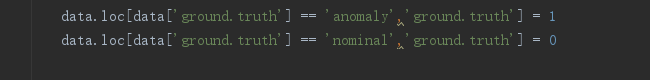 data.loc[data['ground.truth'] == 'anomaly','ground.truth'] = 1
data.loc[data['ground.truth'] == 'nominal','ground.truth'] = 0